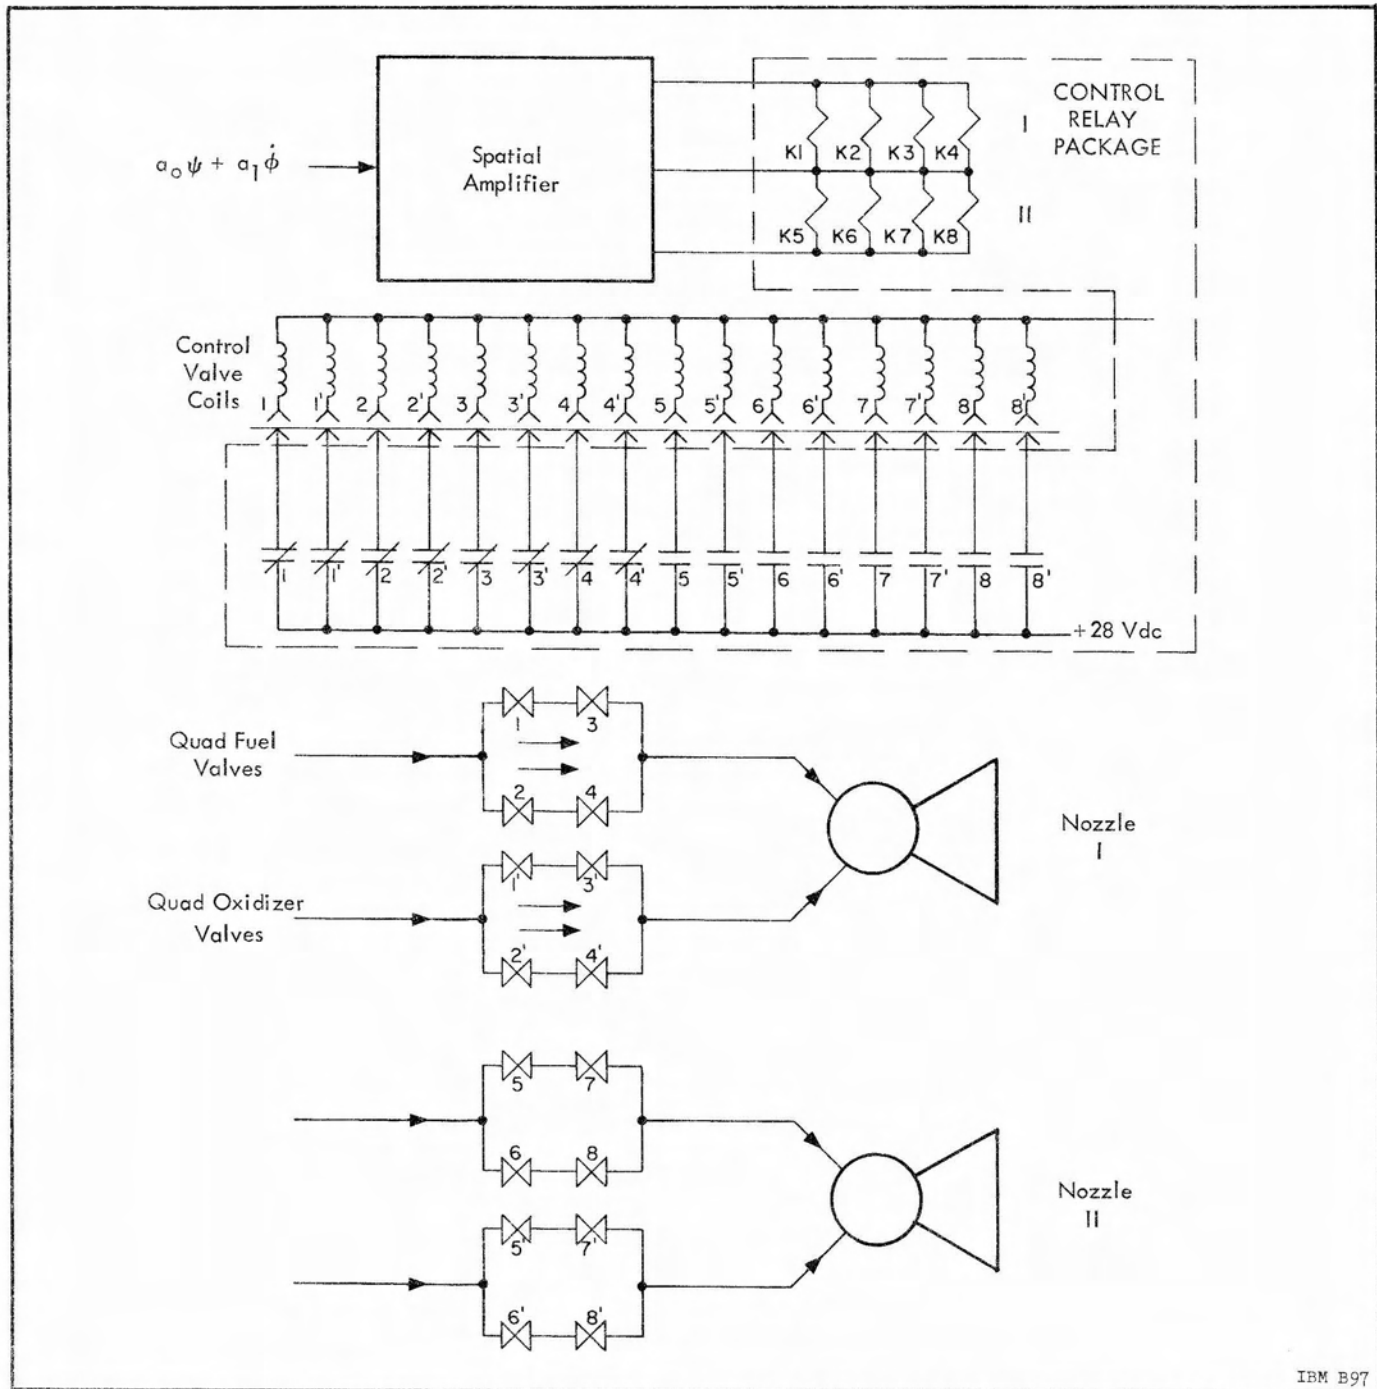 CONTROL
RELAY
PACKAGE
I
K1 K2 K3 K4
a₀ψ + a₁φ̇
Spatial
Amplifier
II
K5 K6 K7 K8
Control
Valve
Coils
1 1' 2 2' 3 3' 4 4' 5 5' 6 6' 7 7' 8 8'
1 1' 2 2' 3 3' 4 4' 5 5' 6 6' 7 7' 8 8'
+28 Vdc
Quad Fuel
Valves
1 3
2 4
Nozzle
I
Quad Oxidizer
Valves
1' 3'
2' 4'
5 7
6 8
Nozzle
II
5' 7'
6' 8'
IBM B97